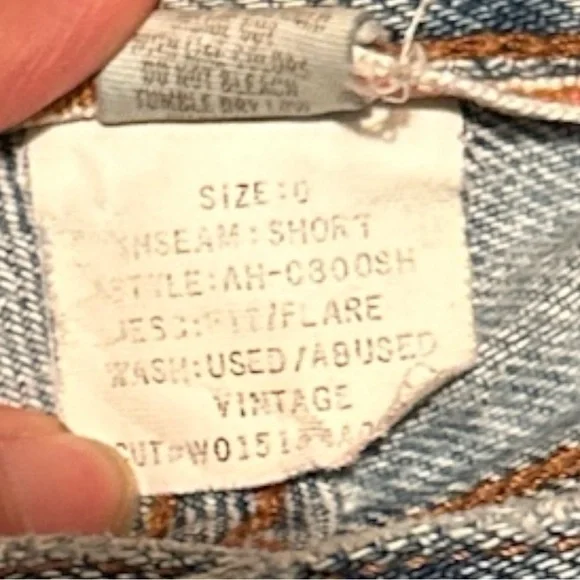 DO NOT BLEACH
TUMBLE DRY LOW
SIZE:0
INSEAM:SHORT
STYLE:AH-C800SH
DESC:FIT/FLARE
WASH:USED/ABUSED
VINTAGE